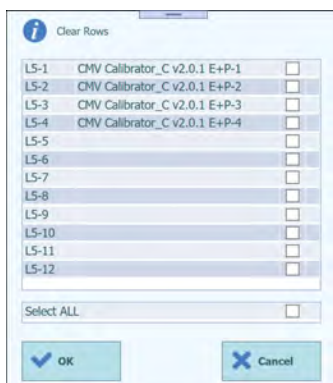 Clear Rows
L5-1 CMV Calibrator_C v2.0.1 E+P-1
L5-2 CMV Calibrator_C v2.0.1 E+P-2
L5-3 CMV Calibrator_C v2.0.1 E+P-3
L5-4 CMV Calibrator_C v2.0.1 E+P-4
L5-5
L5-6
L5-7
L5-8
L5-9
L5-10
L5-11
L5-12
Select ALL
OK
Cancel